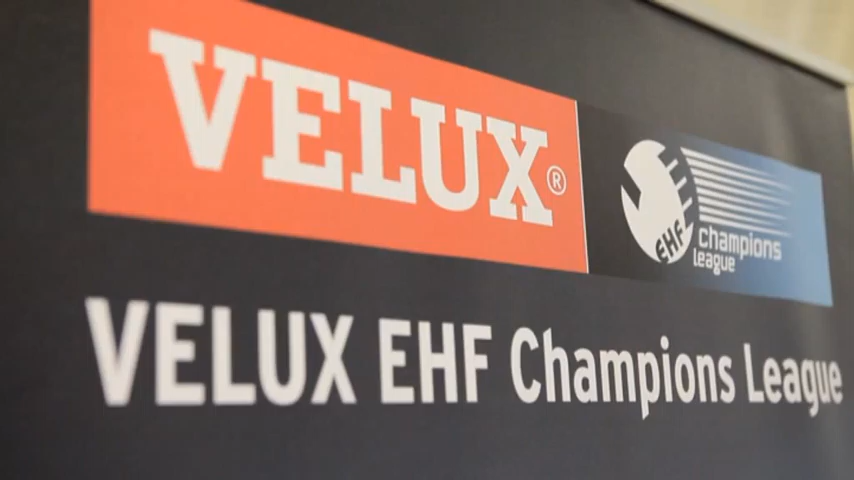 VELUX®
EHF
champions
league
VELUX EHF Champions League